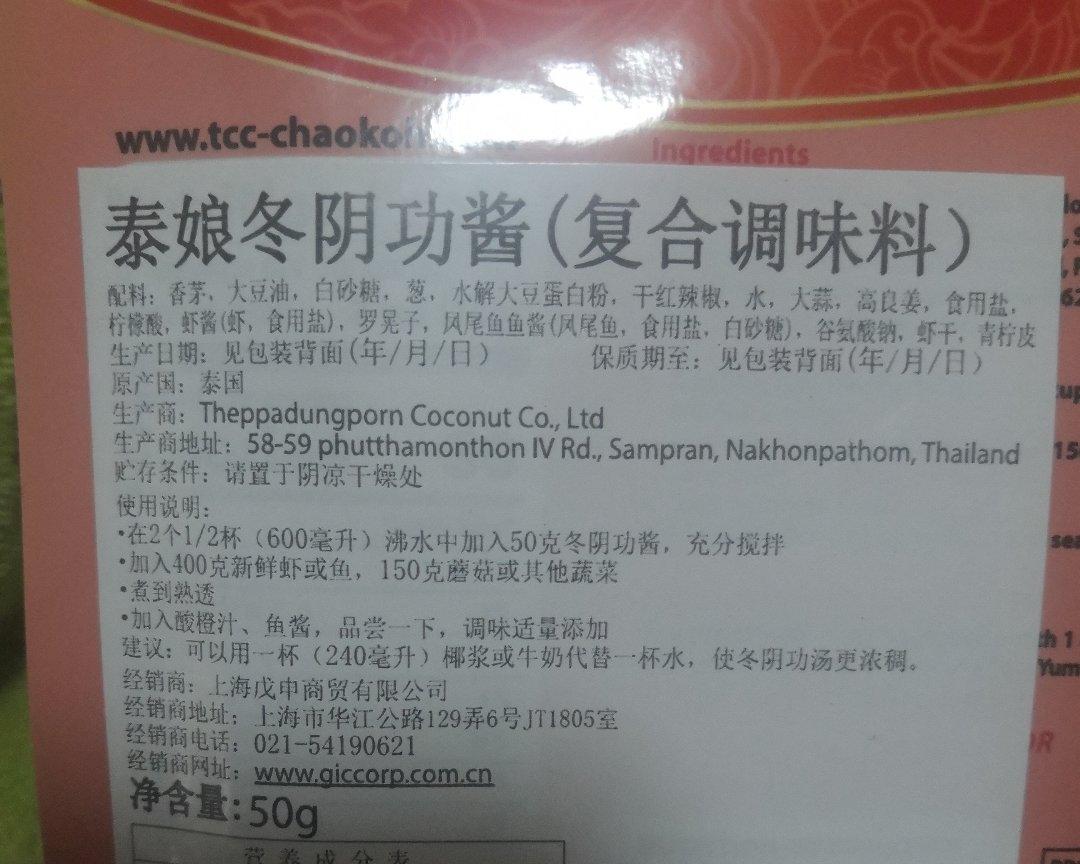 www.tcc-chaokoh
Ingredients
泰娘冬阴功酱(复合调味料)
配料：香茅，大豆油，白砂糖，葱，水解大豆蛋白粉，干红辣椒，水，大蒜，高良姜，食用盐，
柠檬酸，虾酱(虾，食用盐)，罗晃子，凤尾鱼鱼酱(凤尾鱼，食用盐，白砂糖)，谷氨酸钠，虾干，青柠皮
生产日期：见包装背面(年/月/日) 保质期至：见包装背面(年/月/日)
原产国：泰国
生产商：Theppadungporn Coconut Co., Ltd
生产商地址：58-59 phutthamonthon IV Rd., Sampran, Nakhonpathom, Thailand
贮存条件：请置于阴凉干燥处
使用说明：
·在2个1/2杯（600毫升）沸水中加入50克冬阴功酱，充分搅拌
·加入400克新鲜虾或鱼，150克蘑菇或其他蔬菜
·煮到熟透
·加入酸橙汁、鱼酱，品尝一下，调味适量添加
建议：可以用一杯（240毫升）椰浆或牛奶代替一杯水，使冬阴功汤更浓稠。
经销商：上海戊申商贸有限公司
经销商地址：上海市华江公路129弄6号JT1805室
经销商电话：021-54190621
经销商网址：www.giccorp.com.cn
净含量:50g
营养成分表